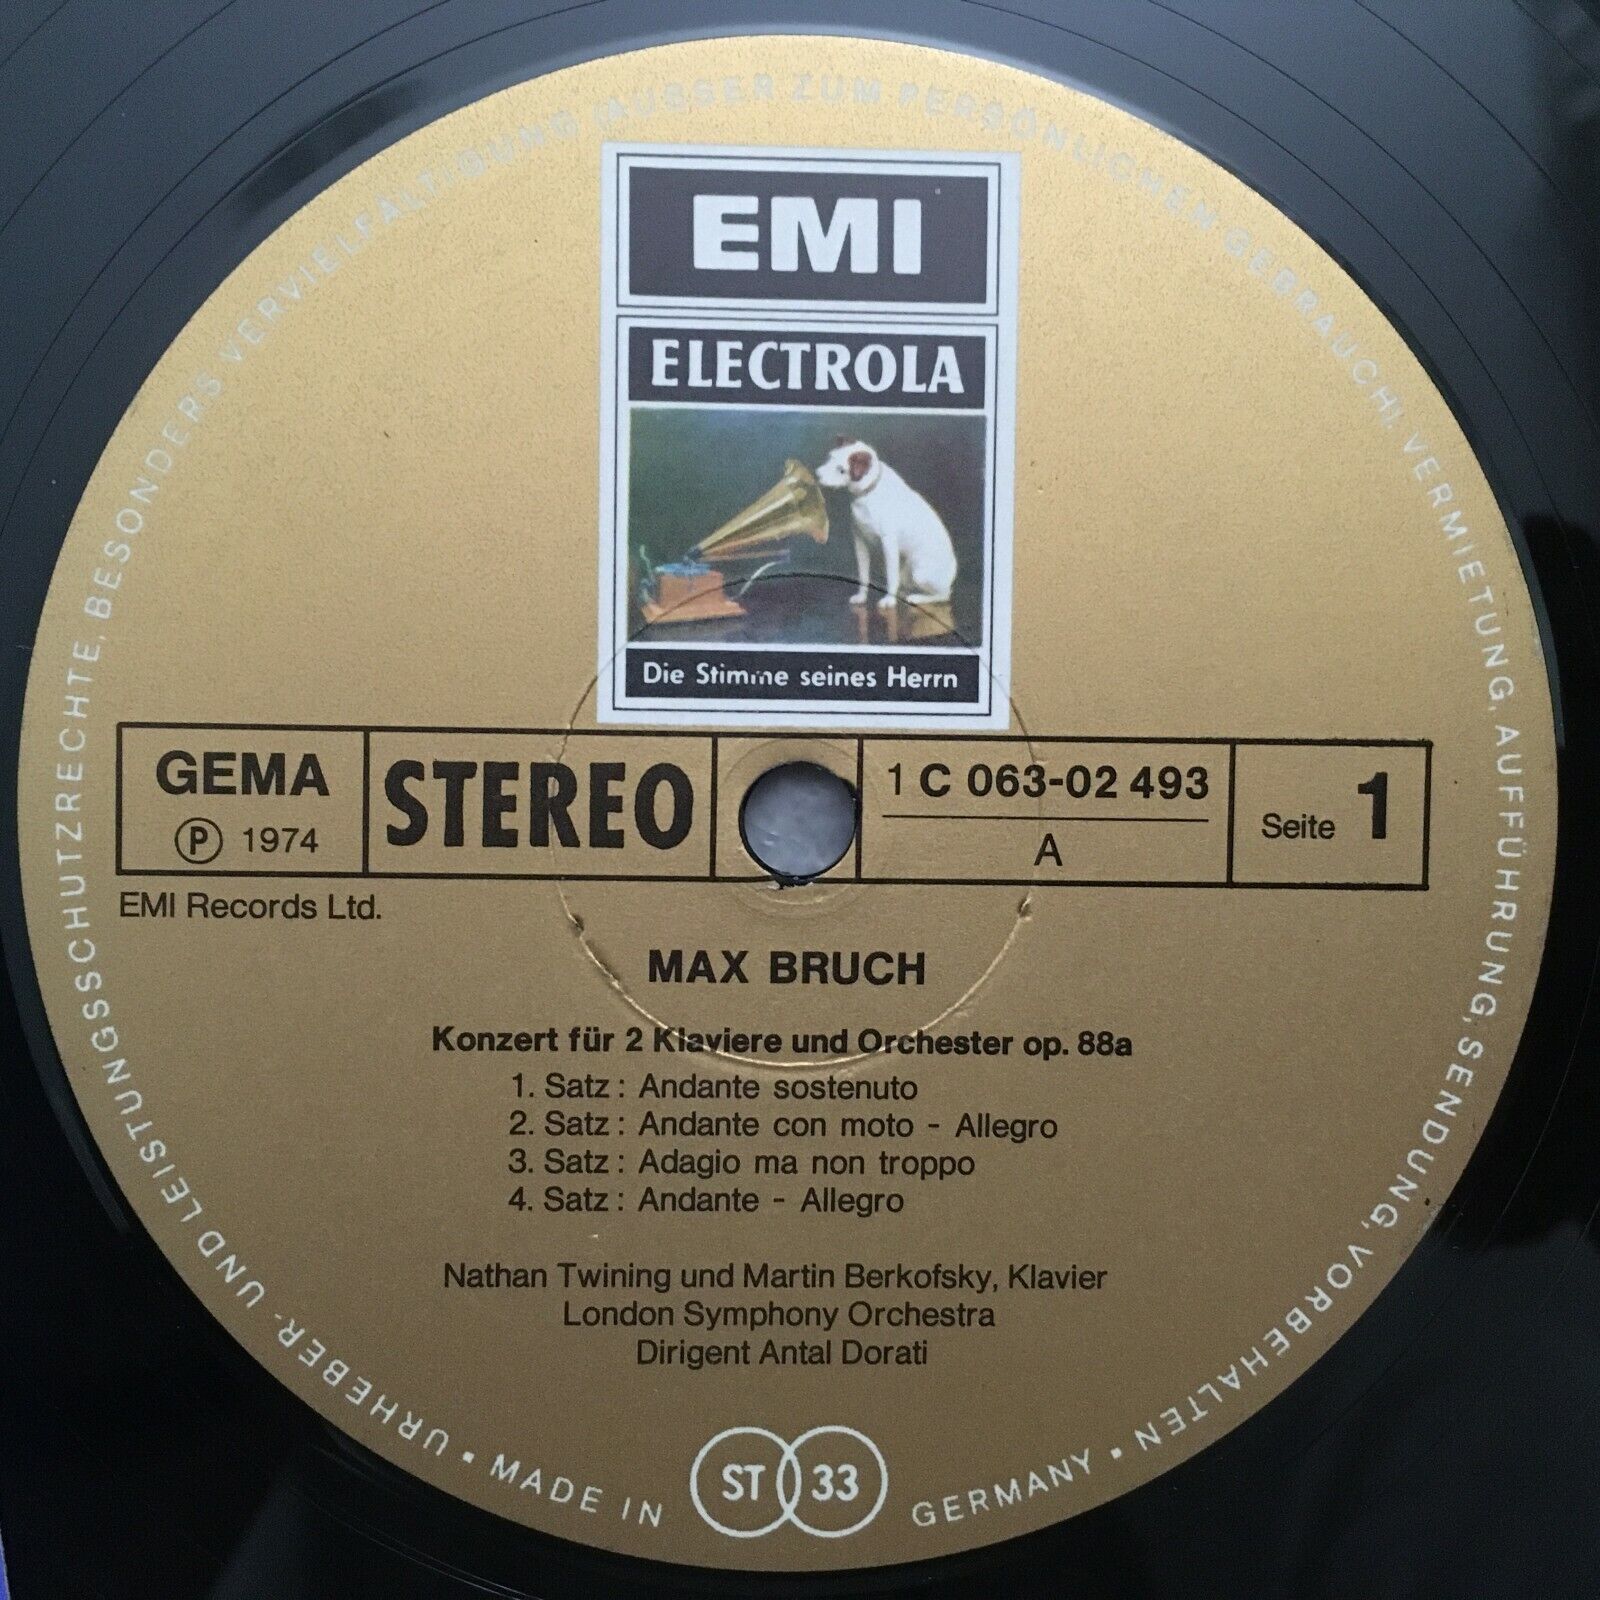 EMI
ELECTROLA
Die Stimme seines Herrn
GEMA
Ⓟ 1974
STEREO
1 C 063-02 493
A
Seite 1
EMI Records Ltd.
MAX BRUCH
Konzert für 2 Klaviere und Orchester op. 88a
1. Satz: Andante sostenuto
2. Satz: Andante con moto - Allegro
3. Satz: Adagio ma non troppo
4. Satz: Andante - Allegro
Nathan Twining und Martin Berkofsky, Klavier
London Symphony Orchestra
Dirigent Antal Dorati
ST 33
URHEBER- UND LEISTUNGSSCHUTZRECHTE, BESONDERS VERVIELFÄLTIGUNG (AUSSER ZUM PERSÖNLICHEN GEBRAUCH), VERMIETUNG, AUFFÜHRUNG, SENDUNG, VORBEHALTEN • MADE IN GERMANY •